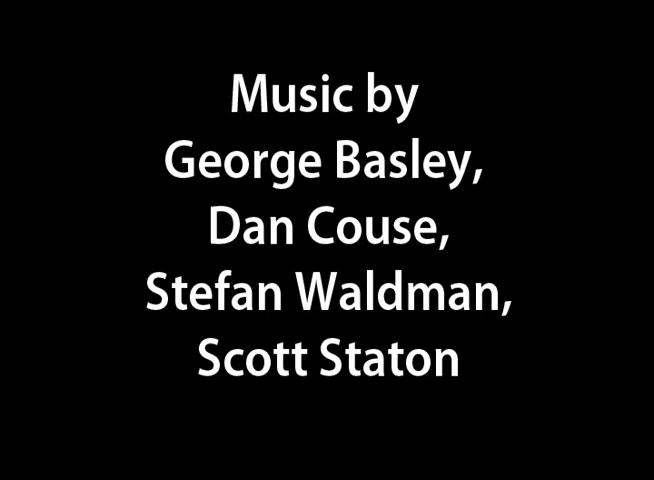 Music by
George Basley,
Dan Couse,
Stefan Waldman,
Scott Staton